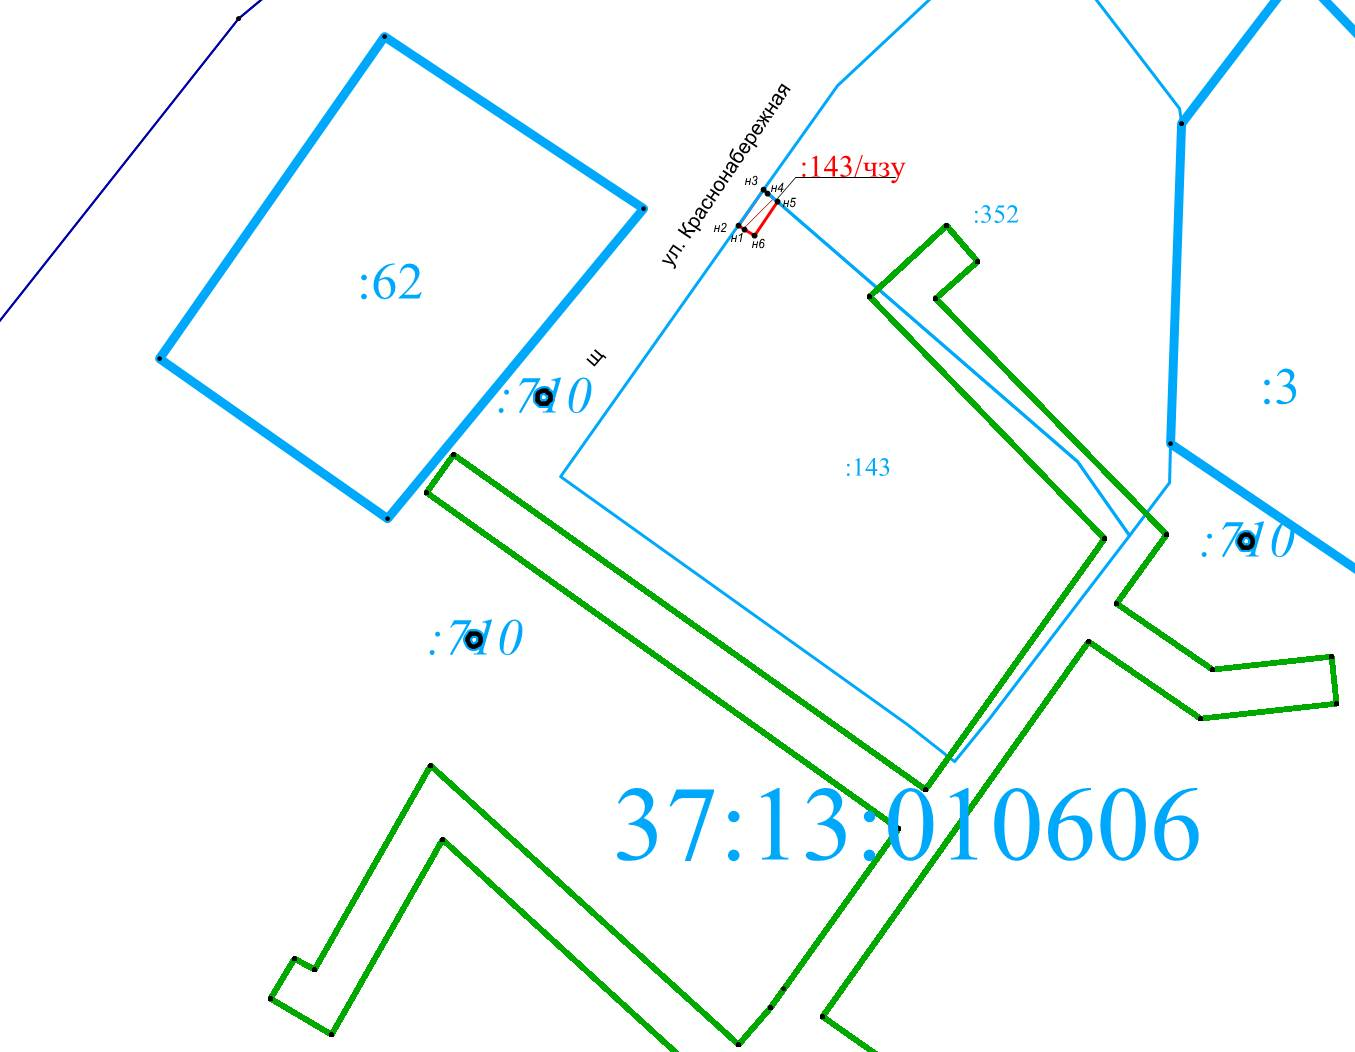 ул. Краснонабережная
:143/чзу
н3
н4
н5
н2
н1
н6
:352
:62
щ
:710
:3
:143
:710
:710
37:13:010606